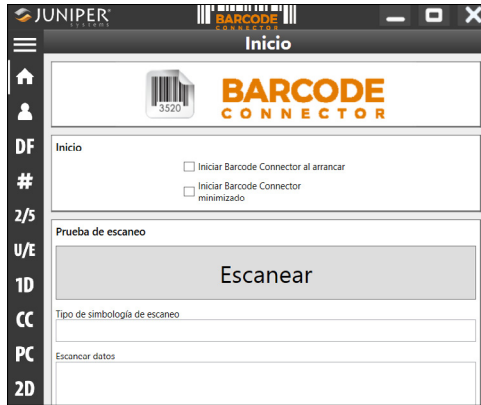 JUNIPER
systems
BARCODE
CONNECTOR
Inicio
3520
BARCODE
CONNECTOR
DF
#
2/5
U/E
1D
CC
PC
2D
Inicio
Iniciar Barcode Connector al arrancar
Iniciar Barcode Connector
minimizado
Prueba de escaneo
Escanear
Tipo de simbología de escaneo
Escanear datos